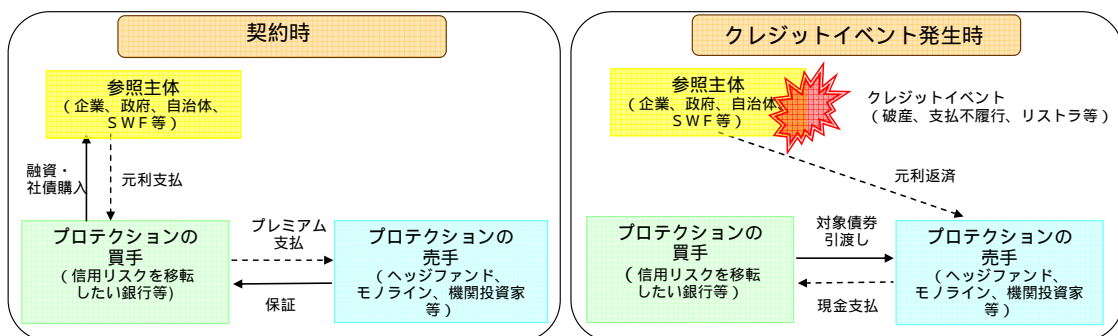 契約時
参照主体
（企業、政府、自治体、
ＳＷＦ等）
融資・
社債購入
元利支払
プロテクションの
買手
（信用リスクを移転
したい銀行等)
プレミアム
支払
保証
プロテクションの
売手
（ヘッジファンド、
モノライン、機関投資家
等）
クレジットイベント発生時
参照主体
（企業、政府、自治体、
ＳＷＦ等）
クレジットイベント
（破産、支払不履行、リストラ等）
元利返済
プロテクションの
買手
（信用リスクを移転
したい銀行等）
対象債券
引渡し
現金支払
プロテクションの
売手
（ヘッジファンド、
モノライン、機関投資家
等）